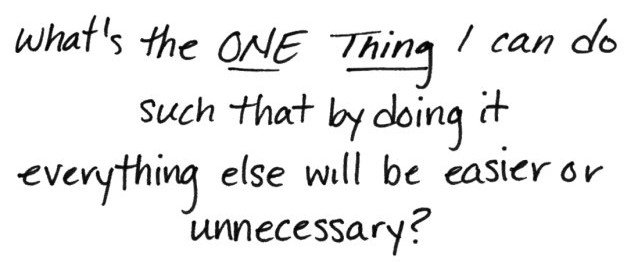 What's the ONE Thing I can do
such that by doing it
everything else will be easier or
unnecessary?